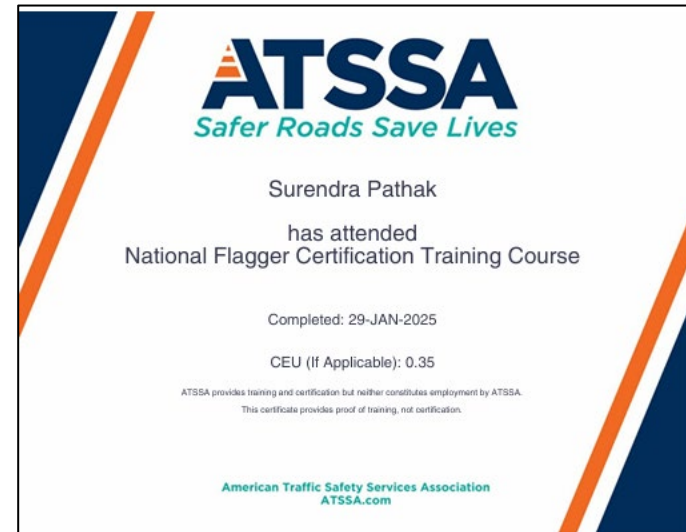 ATSSA
Safer Roads Save Lives
Surendra Pathak
has attended
National Flagger Certification Training Course
Completed: 29-JAN-2025
CEU (If Applicable): 0.35
ATSSA provides training and certification but neither constitutes employment by ATSSA.
This certificate provides proof of training, not certification.
American Traffic Safety Services Association
ATSSA.com